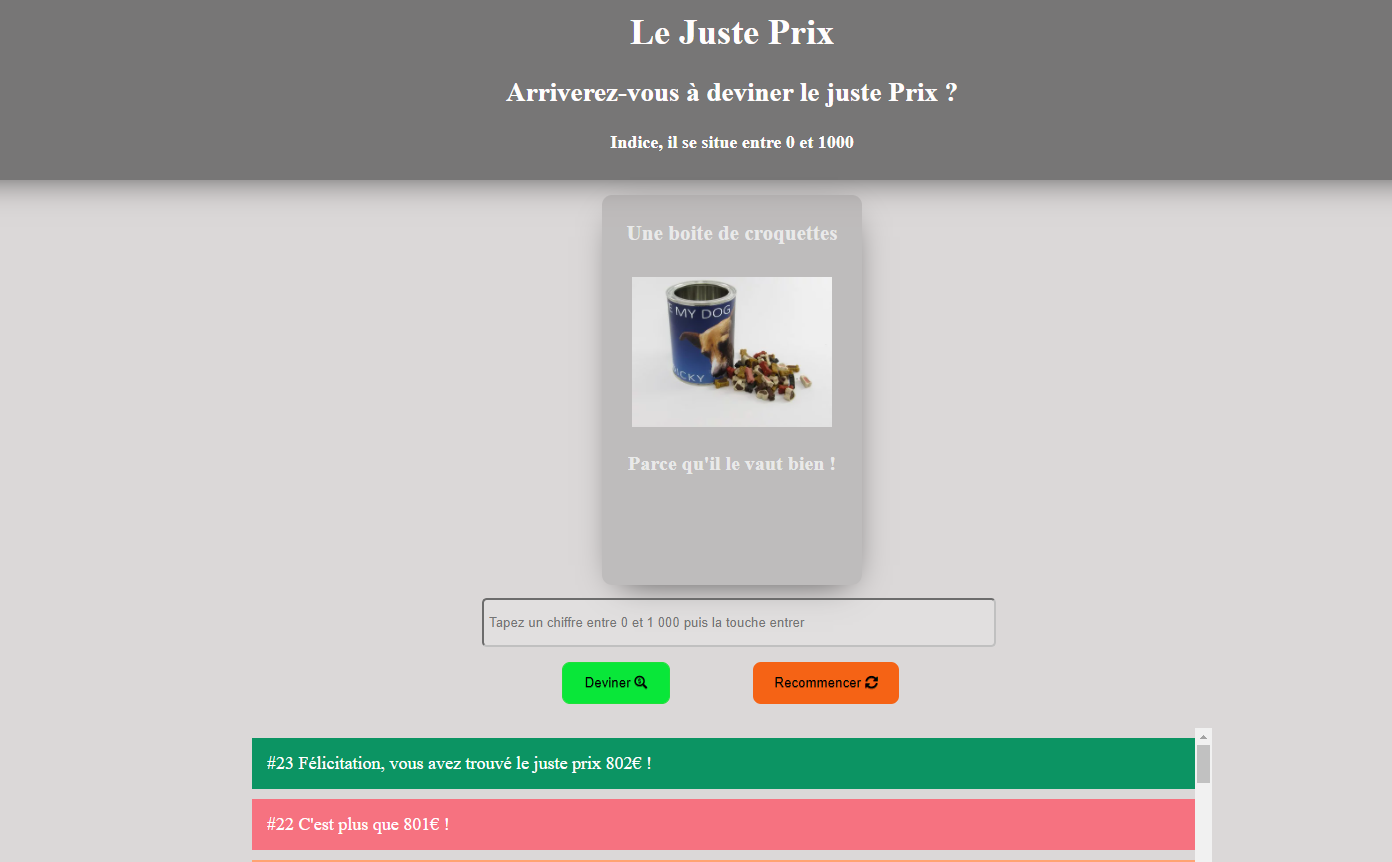 Le Juste Prix
Arriverez-vous à deviner le juste Prix ?
Indice, il se situe entre 0 et 1000
Une boite de croquettes
E MY DOG
CKY
Parce qu'il le vaut bien !
Tapez un chiffre entre 0 et 1 000 puis la touche entrer
Deviner
Recommencer
#23 Félicitation, vous avez trouvé le juste prix 802€ !
#22 C'est plus que 801€ !